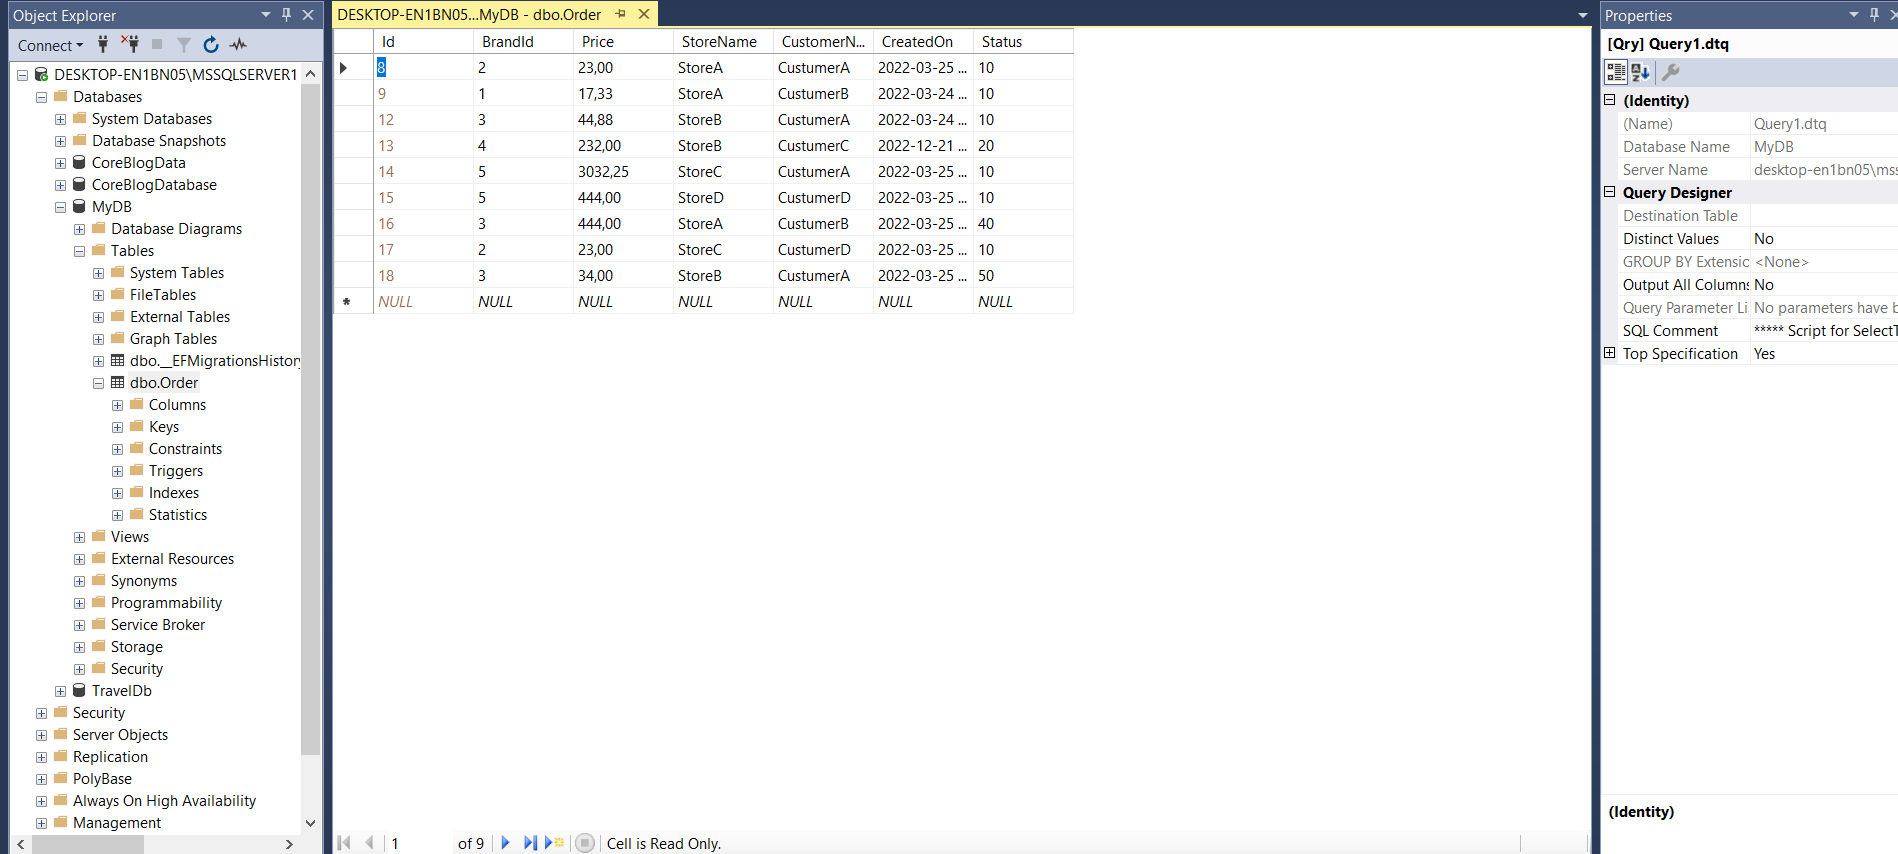 Object Explorer
Connect
DESKTOP-EN1BN05\MSSQLSERVER1
Databases
System Databases
Database Snapshots
CoreBlogData
CoreBlogDatabase
MyDB
Database Diagrams
Tables
System Tables
FileTables
External Tables
Graph Tables
dbo.__EFMigrationsHistory
dbo.Order
Columns
Keys
Constraints
Triggers
Indexes
Statistics
Views
External Resources
Synonyms
Programmability
Service Broker
Storage
Security
TravelDb
Security
Server Objects
Replication
PolyBase
Always On High Availability
Management
DESKTOP-EN1BN05...MyDB - dbo.Order
Id BrandId Price StoreName CustomerN... CreatedOn Status
8 2 23,00 StoreA CustumerA 2022-03-25 ... 10
9 1 17,33 StoreA CustumerB 2022-03-24 ... 10
12 3 44,88 StoreB CustumerA 2022-03-24 ... 10
13 4 232,00 StoreB CustumerC 2022-12-21 ... 20
14 5 3032,25 StoreC CustumerA 2022-03-25 ... 10
15 5 444,00 StoreD CustumerD 2022-03-25 ... 10
16 3 444,00 StoreA CustumerB 2022-03-25 ... 40
17 2 23,00 StoreC CustumerD 2022-03-25 ... 10
18 3 34,00 StoreB CustumerA 2022-03-25 ... 50
NULL NULL NULL NULL NULL NULL NULL
1 of 9 Cell is Read Only.
Properties
[Qry] Query1.dtq
(Identity)
(Name) Query1.dtq
Database Name MyDB
Server Name desktop-en1bn05\mss
Query Designer
Destination Table
Distinct Values No
GROUP BY Extensio <None>
Output All Columns No
Query Parameter Li No parameters have b
SQL Comment ***** Script for SelectT
Top Specification Yes
(Identity)